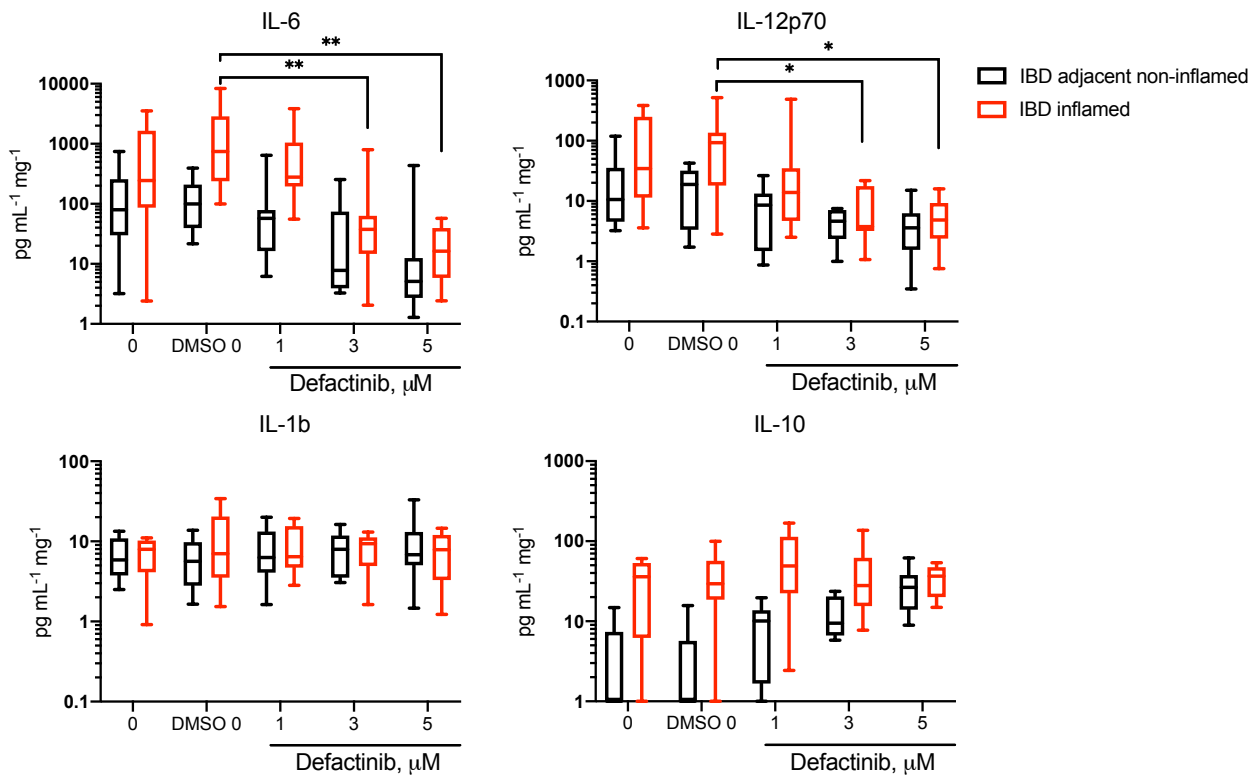 IL-6
**
**
10000
1000
100
10
1
pg mL⁻¹ mg⁻¹
0 DMSO 0 1 3 5
Defactinib, μM
IL-12p70
*
*
1000
100
10
1
0.1
pg mL⁻¹ mg⁻¹
0 DMSO 0 1 3 5
Defactinib, μM
IBD adjacent non-inflamed
IBD inflamed
IL-1b
100
10
1
0.1
pg mL⁻¹ mg⁻¹
0 DMSO 0 1 3 5
Defactinib, μM
IL-10
1000
100
10
1
pg mL⁻¹ mg⁻¹
0 DMSO 0 1 3 5
Defactinib, μM